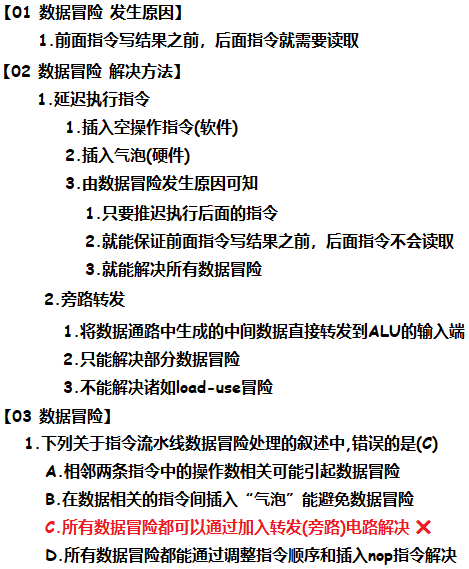 【01 数据冒险 发生原因】
1.前面指令写结果之前，后面指令就需要读取
【02 数据冒险 解决方法】
1.延迟执行指令
1.插入空操作指令(软件)
2.插入气泡(硬件)
3.由数据冒险发生原因可知
1.只要推迟执行后面的指令
2.就能保证前面指令写结果之前，后面指令不会读取
3.就能解决所有数据冒险
2.旁路转发
1.将数据通路中生成的中间数据直接转发到ALU的输入端
2.只能解决部分数据冒险
3.不能解决诸如load-use冒险
【03 数据冒险】
1.下列关于指令流水线数据冒险处理的叙述中,错误的是(C)
A.相邻两条指令中的操作数相关可能引起数据冒险
B.在数据相关的指令间插入“气泡”能避免数据冒险
C.所有数据冒险都可以通过加入转发(旁路)电路解决 ❌
D.所有数据冒险都能通过调整指令顺序和插入nop指令解决